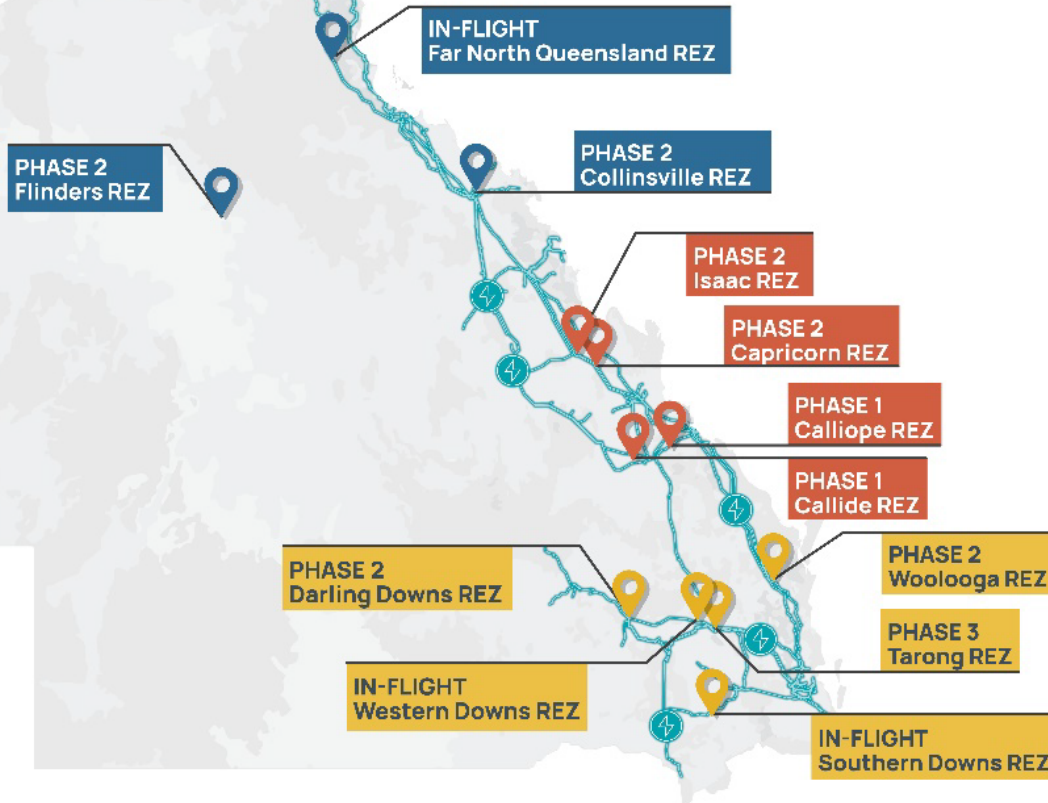 IN-FLIGHT
Far North Queensland REZ
PHASE 2
Flinders REZ
PHASE 2
Collinsville REZ
PHASE 2
Isaac REZ
PHASE 2
Capricorn REZ
PHASE 1
Calliope REZ
PHASE 1
Callide REZ
PHASE 2
Darling Downs REZ
PHASE 2
Woolooga REZ
PHASE 3
Tarong REZ
IN-FLIGHT
Western Downs REZ
IN-FLIGHT
Southern Downs REZ